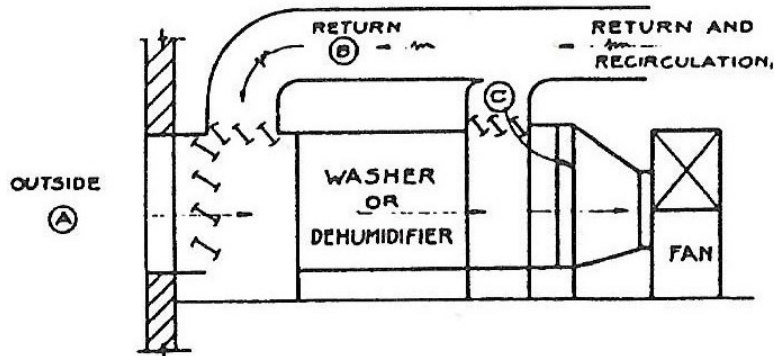 RETURN
B
RETURN AND
RECIRCULATION,
C
OUTSIDE
A
WASHER
OR
DEHUMIDIFIER
FAN